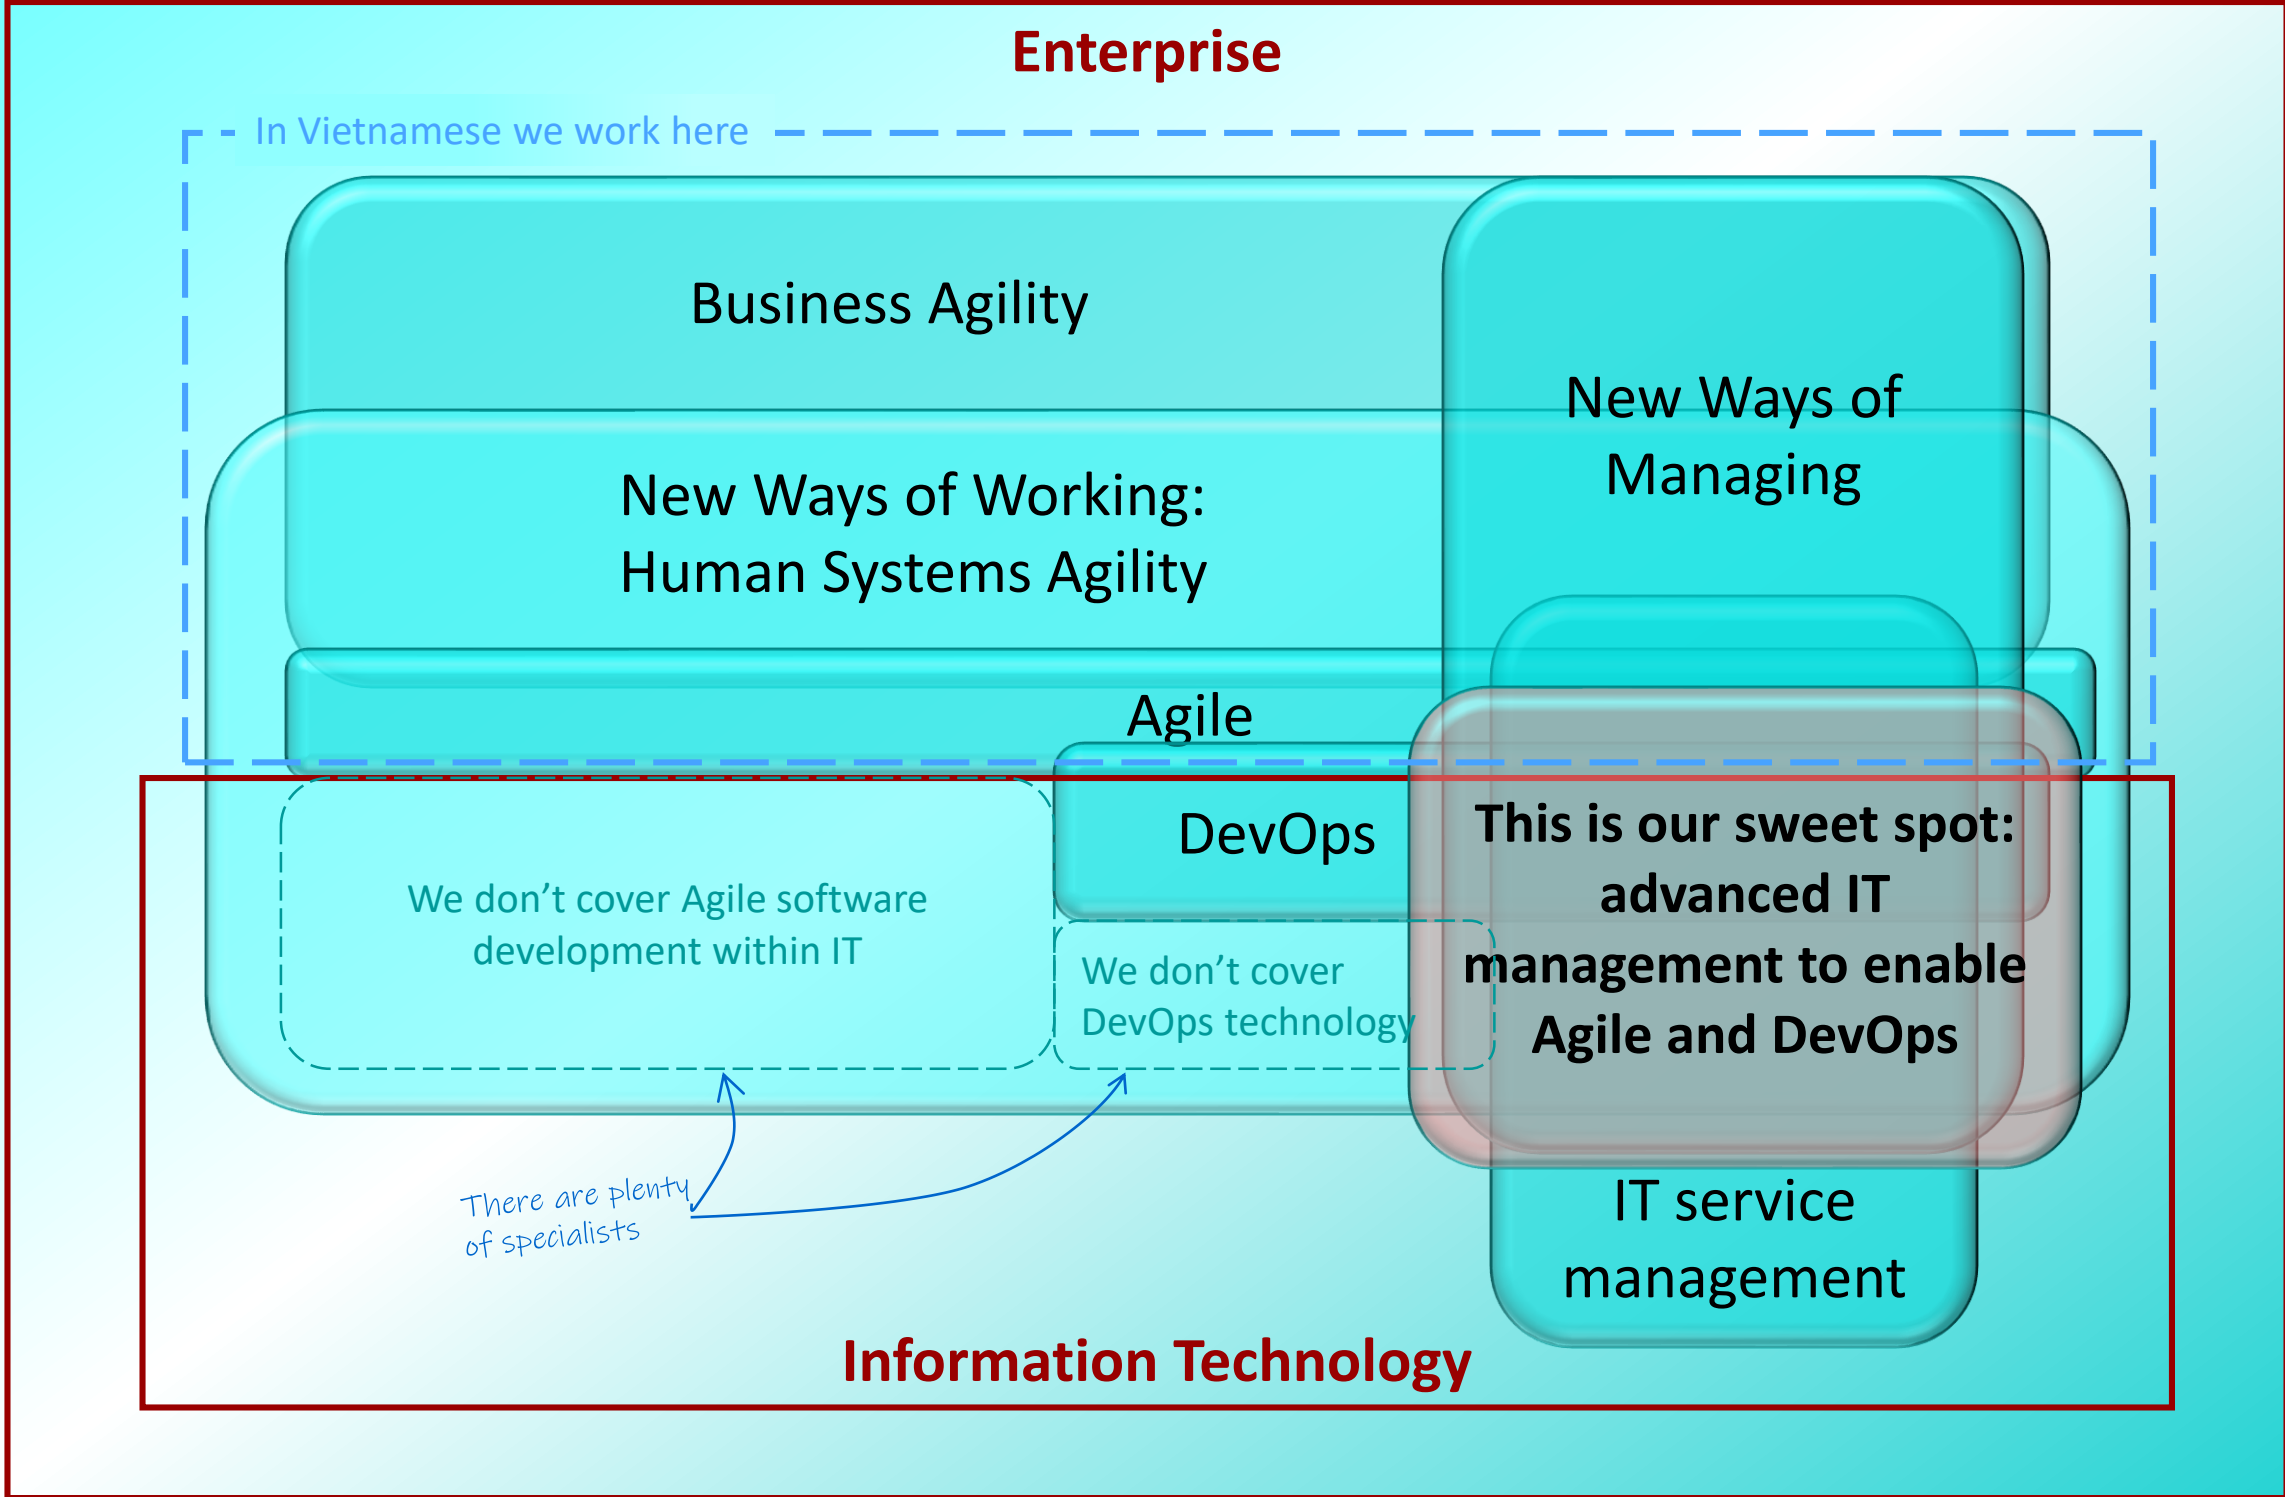 Enterprise
In Vietnamese we work here
Business Agility
New Ways of
Managing
New Ways of Working:
Human Systems Agility
Agile
DevOps
This is our sweet spot:
advanced IT
management to enable
Agile and DevOps
We don’t cover Agile software
development within IT
We don’t cover
DevOps technology
There are plenty
of specialists
IT service
management
Information Technology